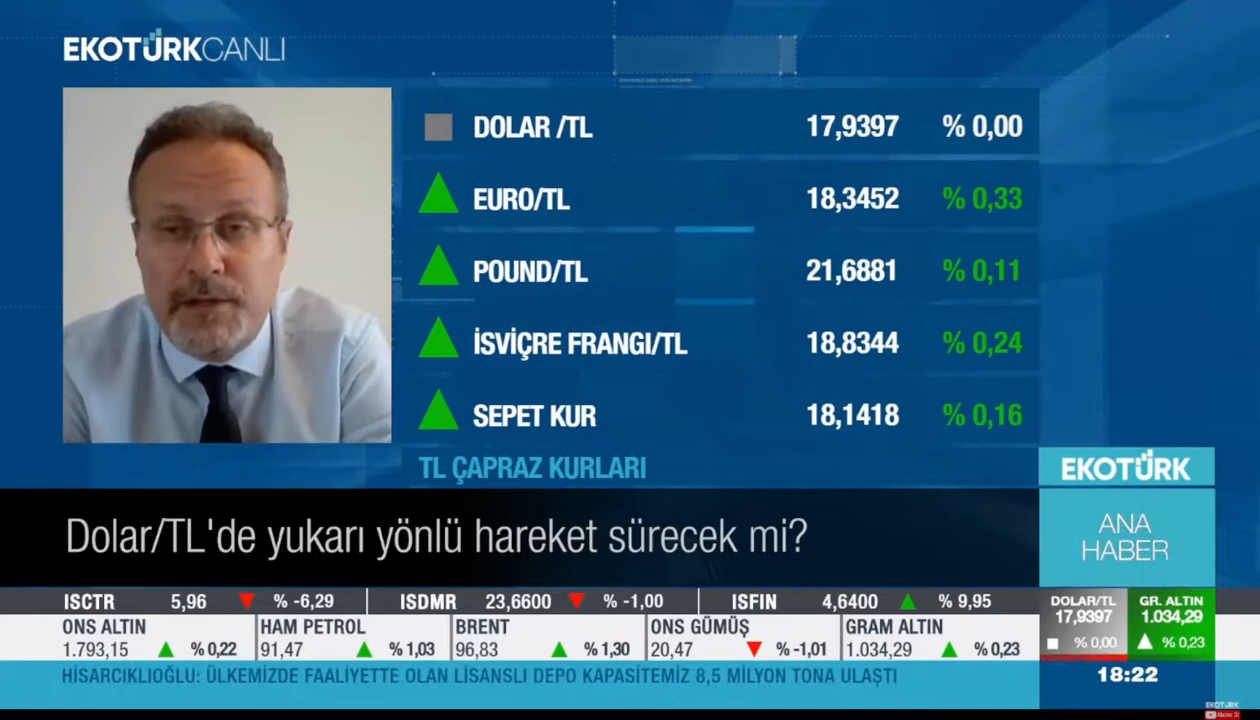 EKOTÜRK CANLI
DOLAR /TL 17,9397 % 0,00
EURO/TL 18,3452 % 0,33
POUND/TL 21,6881 % 0,11
İSVİÇRE FRANGI/TL 18,8344 % 0,24
SEPET KUR 18,1418 % 0,16
TL ÇAPRAZ KURLARI
EKOTÜRK
ANA
HABER
Dolar/TL'de yukarı yönlü hareket sürecek mi?
ISCTR 5,96 % -6,29 ISDMR 23,6600 % -1,00 ISFIN 4,6400 % 9,95
ONS ALTIN HAM PETROL BRENT ONS GÜMÜŞ GRAM ALTIN
1.793,15 % 0,22 91,47 % 1,03 96,83 % 1,30 20,47 % -1,01 1.034,29 % 0,23
DOLAR/TL
17,9397
% 0,00
GR. ALTIN
1.034,29
% 0,23
HİSARCIKLIOĞLU: ÜLKEMİZDE FAALİYETTE OLAN LİSANSLI DEPO KAPASİTEMİZ 8,5 MİLYON TONA ULAŞTI
18:22
EKOTÜRK